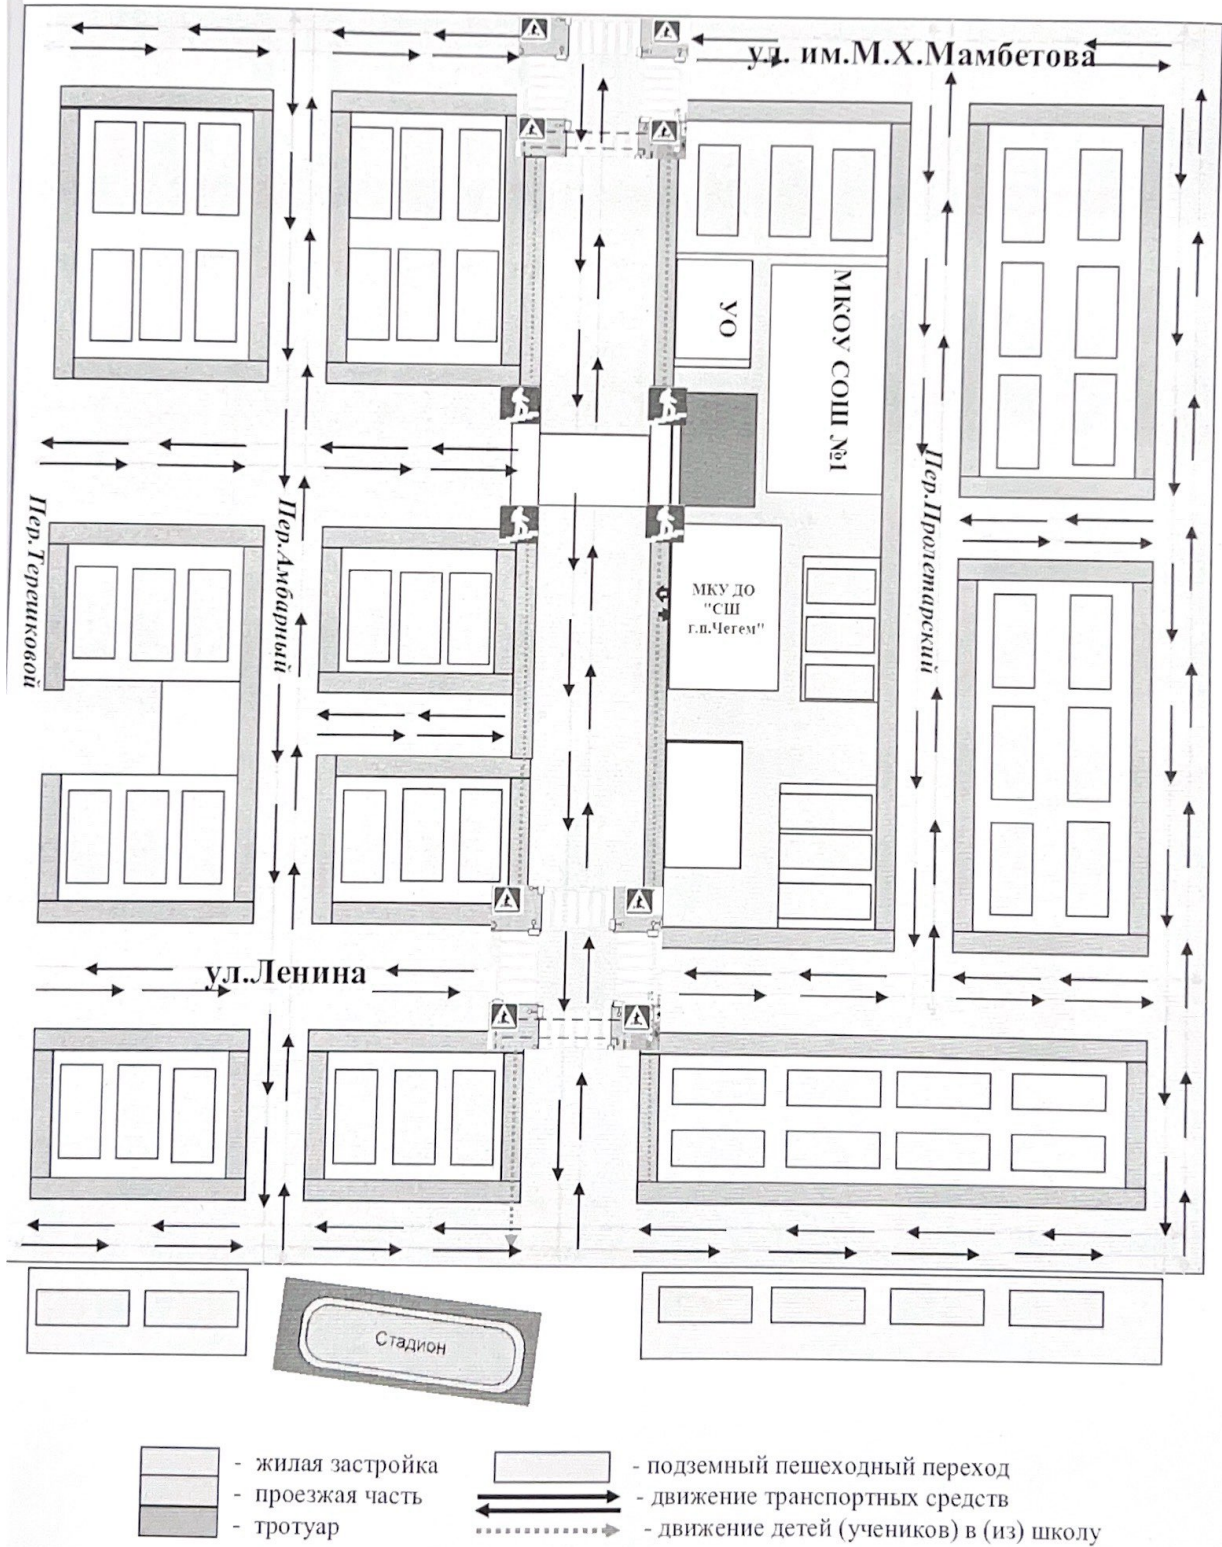 ул. им.М.Х.Мамбетова
УО
МКОУ СОШ №1
Пер.Терешковой
Пер.Амбарный
Пер.Пролетарский
МКУ ДО
"СШ
г.п.Чегем"
ул.Ленина
Стадион
- жилая застройка
- проезжая часть
- тротуар
- подземный пешеходный переход
- движение транспортных средств
- движение детей (учеников) в (из) школу